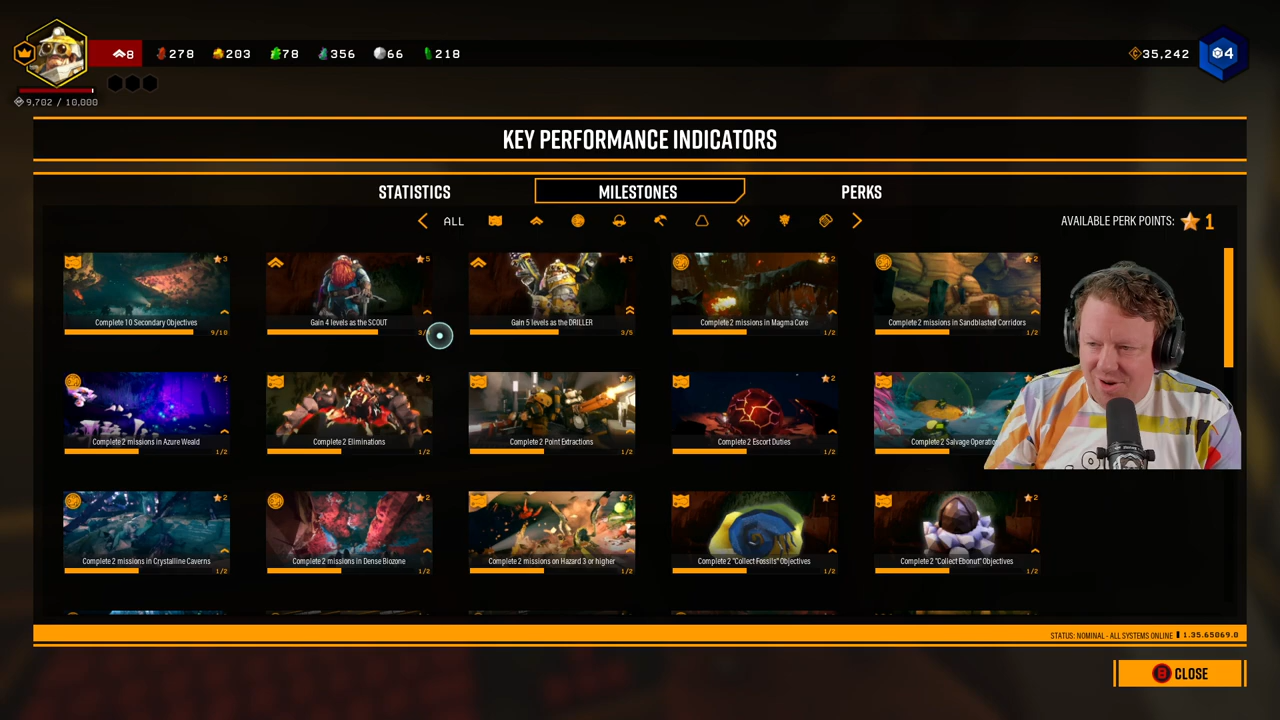 8 278 203 78 356 66 218 35,242 4
9,702 / 10,000
KEY PERFORMANCE INDICATORS
STATISTICS MILESTONES PERKS
ALL AVAILABLE PERK POINTS: 1
3 5 5 2 2
Complete 10 Secondary Objectives Gain 4 levels as the SCOUT Gain 5 levels as the DRILLER Complete 2 missions in Magma Core Complete 2 missions in Sandblasted Corridors
9/10 3/ 3/5 1/2 1/2
2 2 2 2 2
Complete 2 missions in Azure Weald Complete 2 Eliminations Complete 2 Point Extractions Complete 2 Escort Duties Complete 2 Salvage
1/2 1/2 1/2 1/2
2 2 2 2 2
Complete 2 missions in Crystalline Caverns Complete 2 missions in Dense Biozone Complete 2 missions on Hazard 3 or higher Complete 2 "Collect Fossils" Objectives Complete 2 "Collect Ebonut" Objectives
1/2 1/2 1/2 1/2 1/2
STATUS: NOMINAL - ALL SYSTEMS ONLINE 1.35.65069.0
B CLOSE